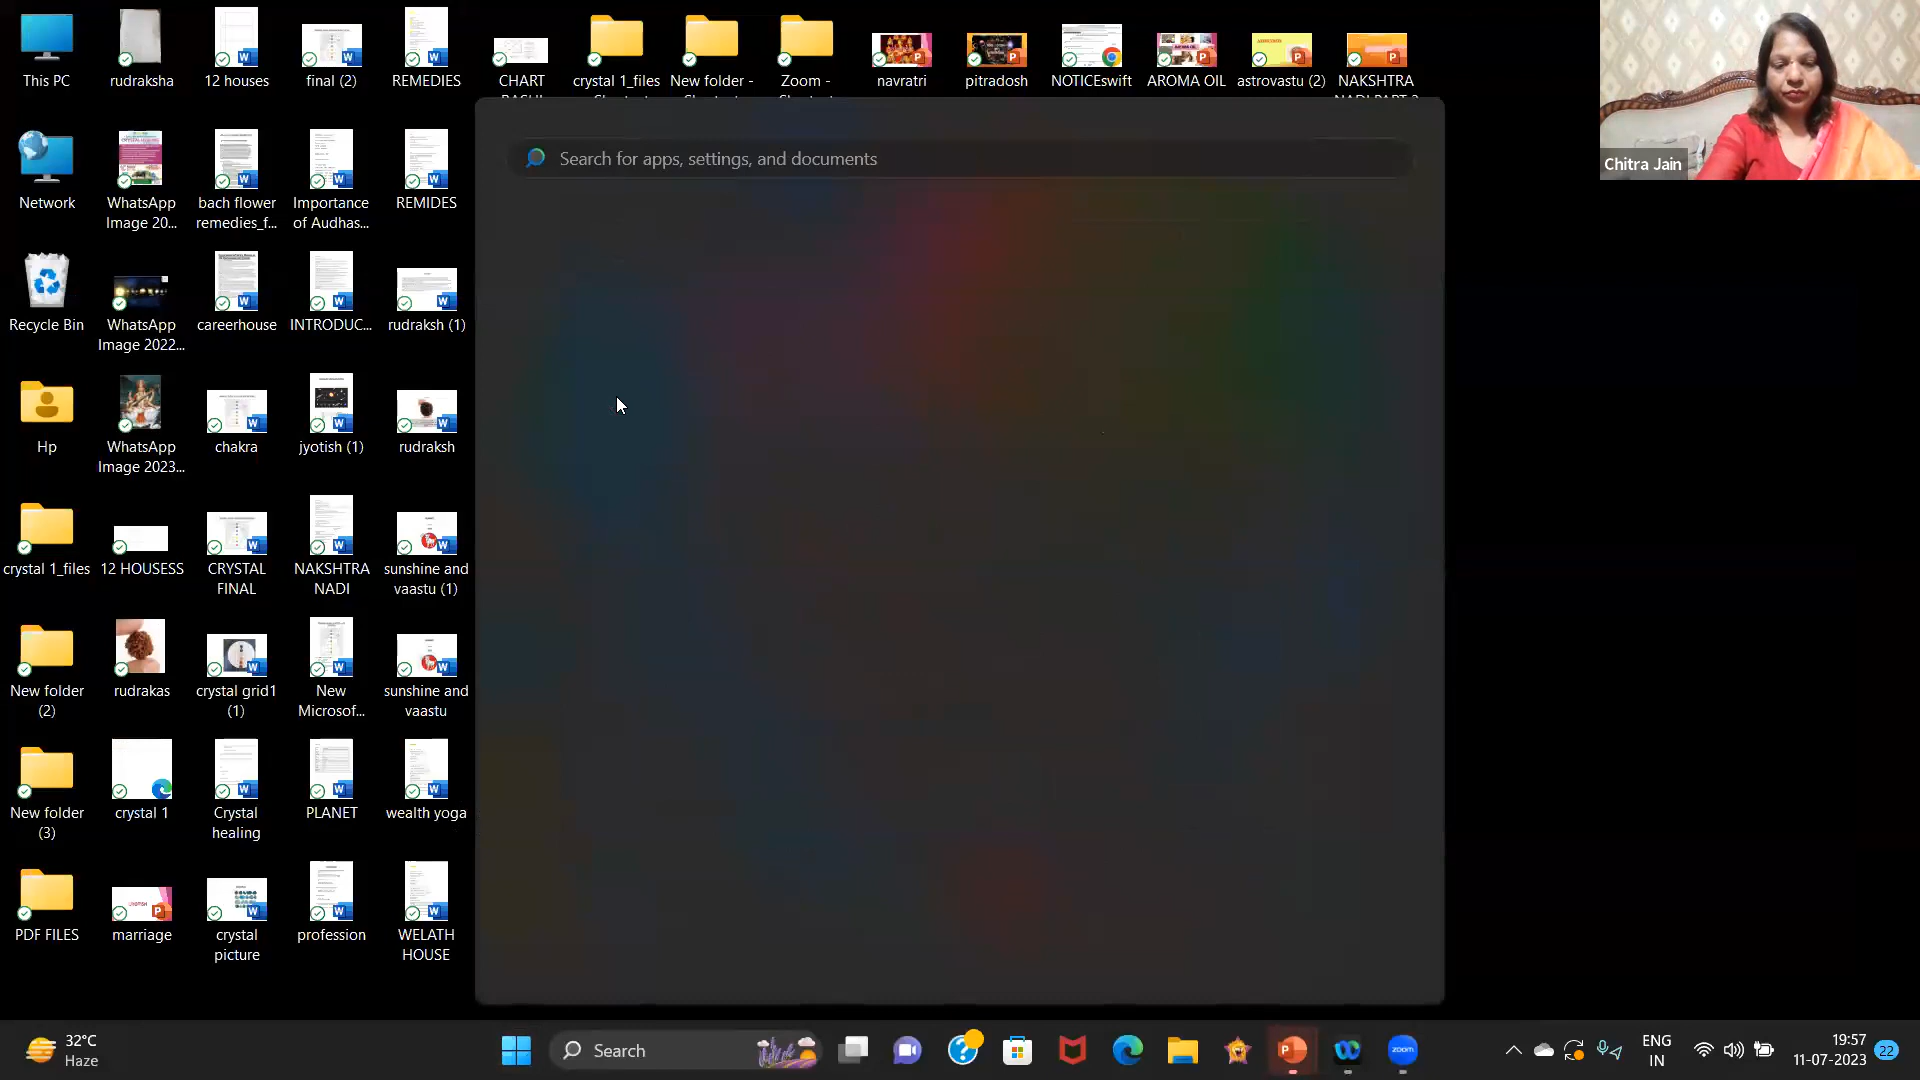 This PC
rudraksha
12 houses
final (2)
REMEDIES
CHART
crystal 1_files
New folder -
Zoom -
navratri
pitradosh
NOTICEswift
AROMA OIL
astrovastu (2)
NAKSHTRA
Search for apps, settings, and documents
Chitra Jain
Network
WhatsApp
Image 20...
bach flower
remedies_f...
Importance
of Audhas...
REMIDES
Recycle Bin
WhatsApp
Image 2022...
careerhouse
INTRODUC...
rudraksh (1)
Hp
WhatsApp
Image 2023...
chakra
jyotish (1)
rudraksh
crystal 1_files
12 HOUSESS
CRYSTAL
FINAL
NAKSHTRA
NADI
sunshine and
vaastu (1)
New folder
(2)
rudrakas
crystal grid1
(1)
New
Microsof...
sunshine and
vaastu
New folder
(3)
crystal 1
Crystal
healing
PLANET
wealth yoga
PDF FILES
marriage
crystal
picture
profession
WELATH
HOUSE
32°C
Haze
Search
zoom
ENG
IN
19:57
11-07-2023
22